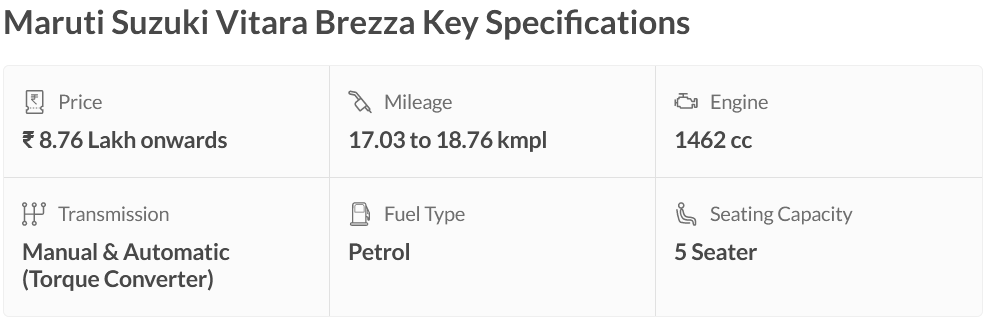 Maruti Suzuki Vitara Brezza Key Specifications
Price
₹ 8.76 Lakh onwards
Mileage
17.03 to 18.76 kmpl
Engine
1462 cc
Transmission
Manual & Automatic
(Torque Converter)
Fuel Type
Petrol
Seating Capacity
5 Seater